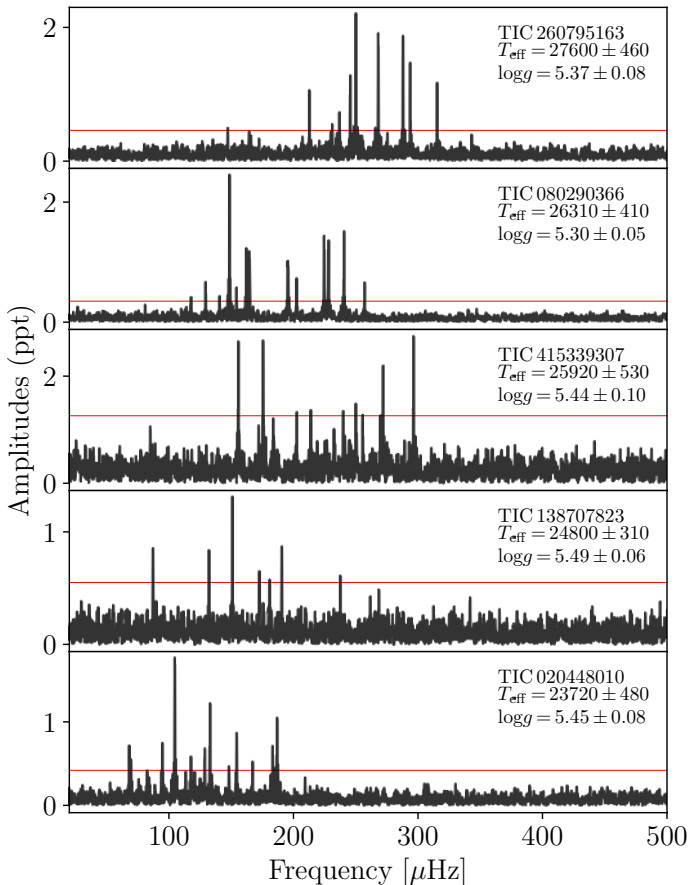 2
0
TIC 260795163
T_eff = 27600 ± 460
log g = 5.37 ± 0.08
2
0
TIC 080290366
T_eff = 26310 ± 410
log g = 5.30 ± 0.05
2
0
TIC 415339307
T_eff = 25920 ± 530
log g = 5.44 ± 0.10
1
0
TIC 138707823
T_eff = 24800 ± 310
log g = 5.49 ± 0.06
1
0
TIC 020448010
T_eff = 23720 ± 480
log g = 5.45 ± 0.08
Amplitudes (ppt)
100 200 300 400 500
Frequency [μHz]